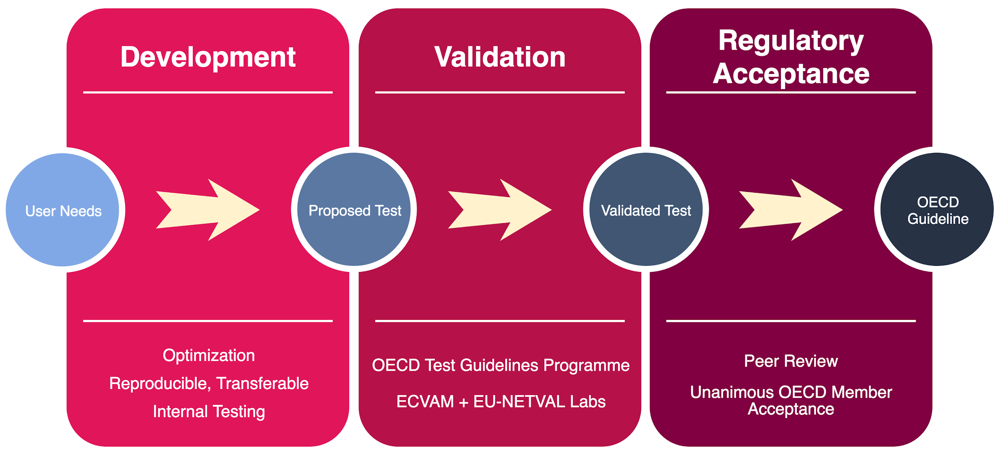 Development
Validation
Regulatory
Acceptance
User Needs
Proposed Test
Validated Test
OECD
Guideline
Optimization
Reproducible, Transferable
Internal Testing
OECD Test Guidelines Programme
ECVAM + EU-NETVAL Labs
Peer Review
Unanimous OECD Member
Acceptance